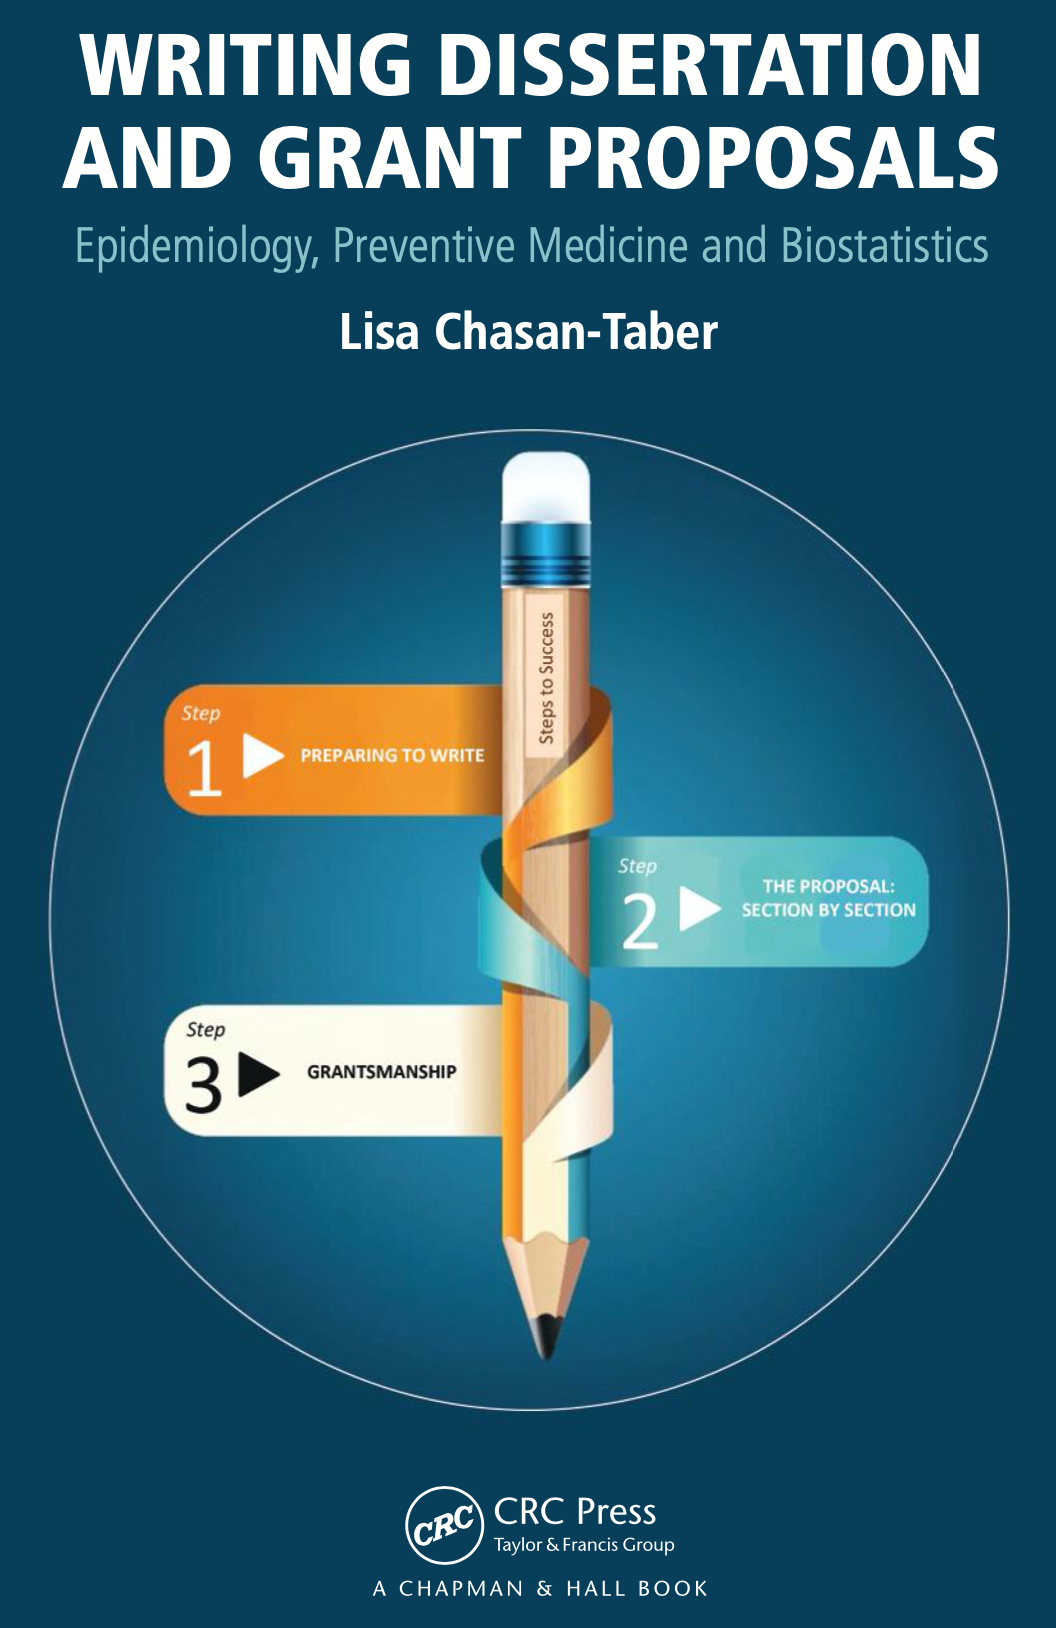 WRITING DISSERTATION
AND GRANT PROPOSALS
Epidemiology, Preventive Medicine and Biostatistics
Lisa Chasan-Taber
Steps to Success
Step
1
PREPARING TO WRITE
Step
2
THE PROPOSAL:
SECTION BY SECTION
Step
3
GRANTSMANSHIP
CRC
CRC Press
Taylor & Francis Group
A CHAPMAN & HALL BOOK